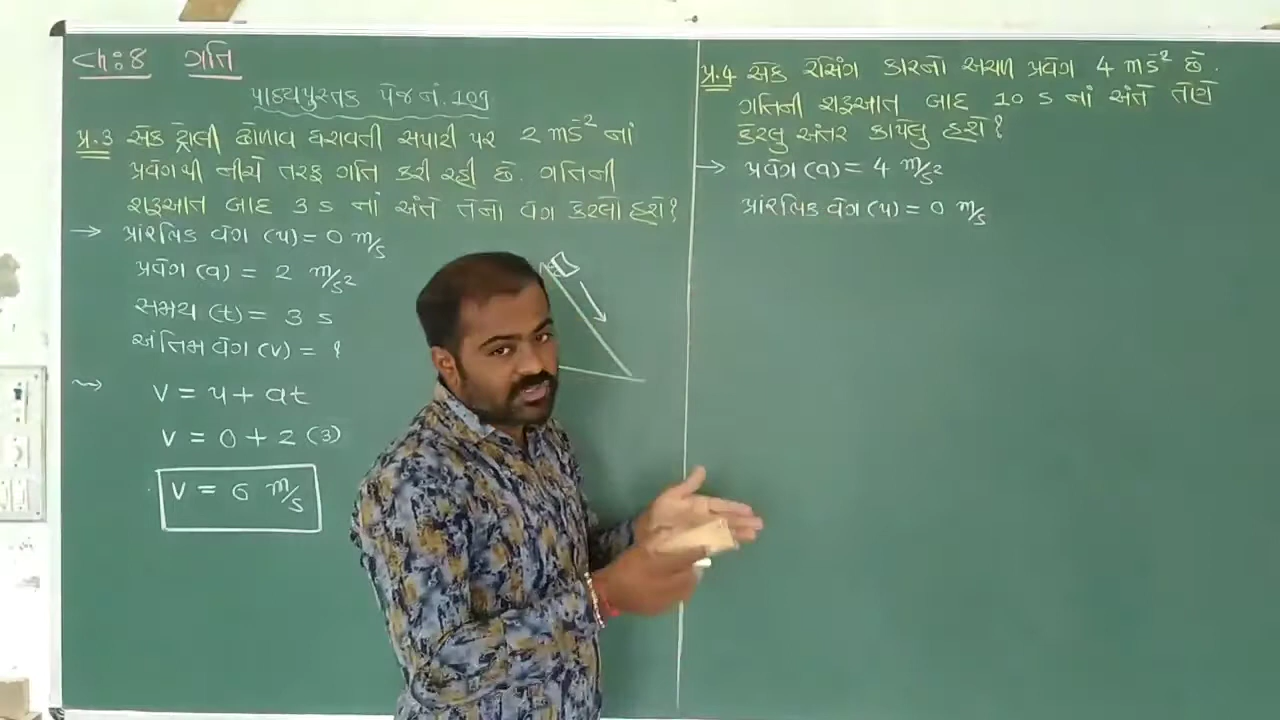 Ch:8 ગતિ
પાઠ્યપુસ્તક પેજ નં. 109
પ્ર.3 એક ટ્રોલી ઢોળાવ ધરાવતી સપાટી પર 2 ms⁻² નાં
પ્રવેગથી નીચે તરફ ગતિ કરી રહી છે. ગતિની
શરૂઆત બાદ 3 s નાં અંતે તેનો વેગ કેટલો હશે?
→ પ્રારંભિક વેગ (u) = 0 m/s
પ્રવેગ (a) = 2 m/s²
સમય (t) = 3 s
અંતિમ વેગ (v) = ?
v = u + at
v = 0 + 2 (3)
v = 6 m/s
પ્ર.4 એક રેસિંગ કારનો અચળ પ્રવેગ 4 ms⁻² છે.
ગતિની શરૂઆત બાદ 10 s નાં અંતે તેણે
કેટલુ અંતર કાપેલુ હશે?
→ પ્રવેગ (a) = 4 m/s²
પ્રારંભિક વેગ (u) = 0 m/s